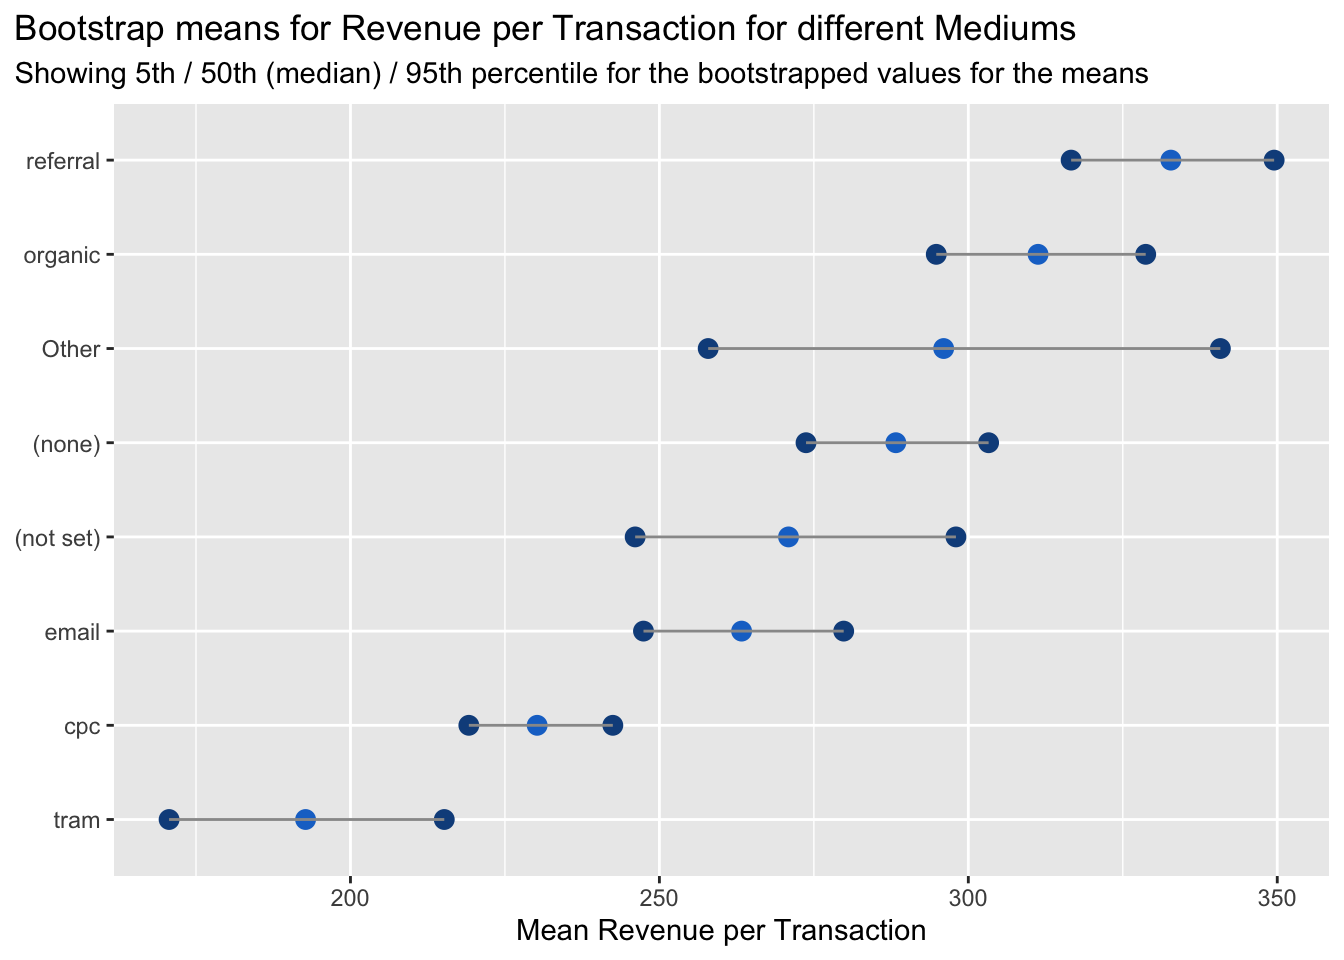 Bootstrap means for Revenue per Transaction for different Mediums
Showing 5th / 50th (median) / 95th percentile for the bootstrapped values for the means
referral
organic
Other
(none)
(not set)
email
cpc
tram
200 250 300 350
Mean Revenue per Transaction